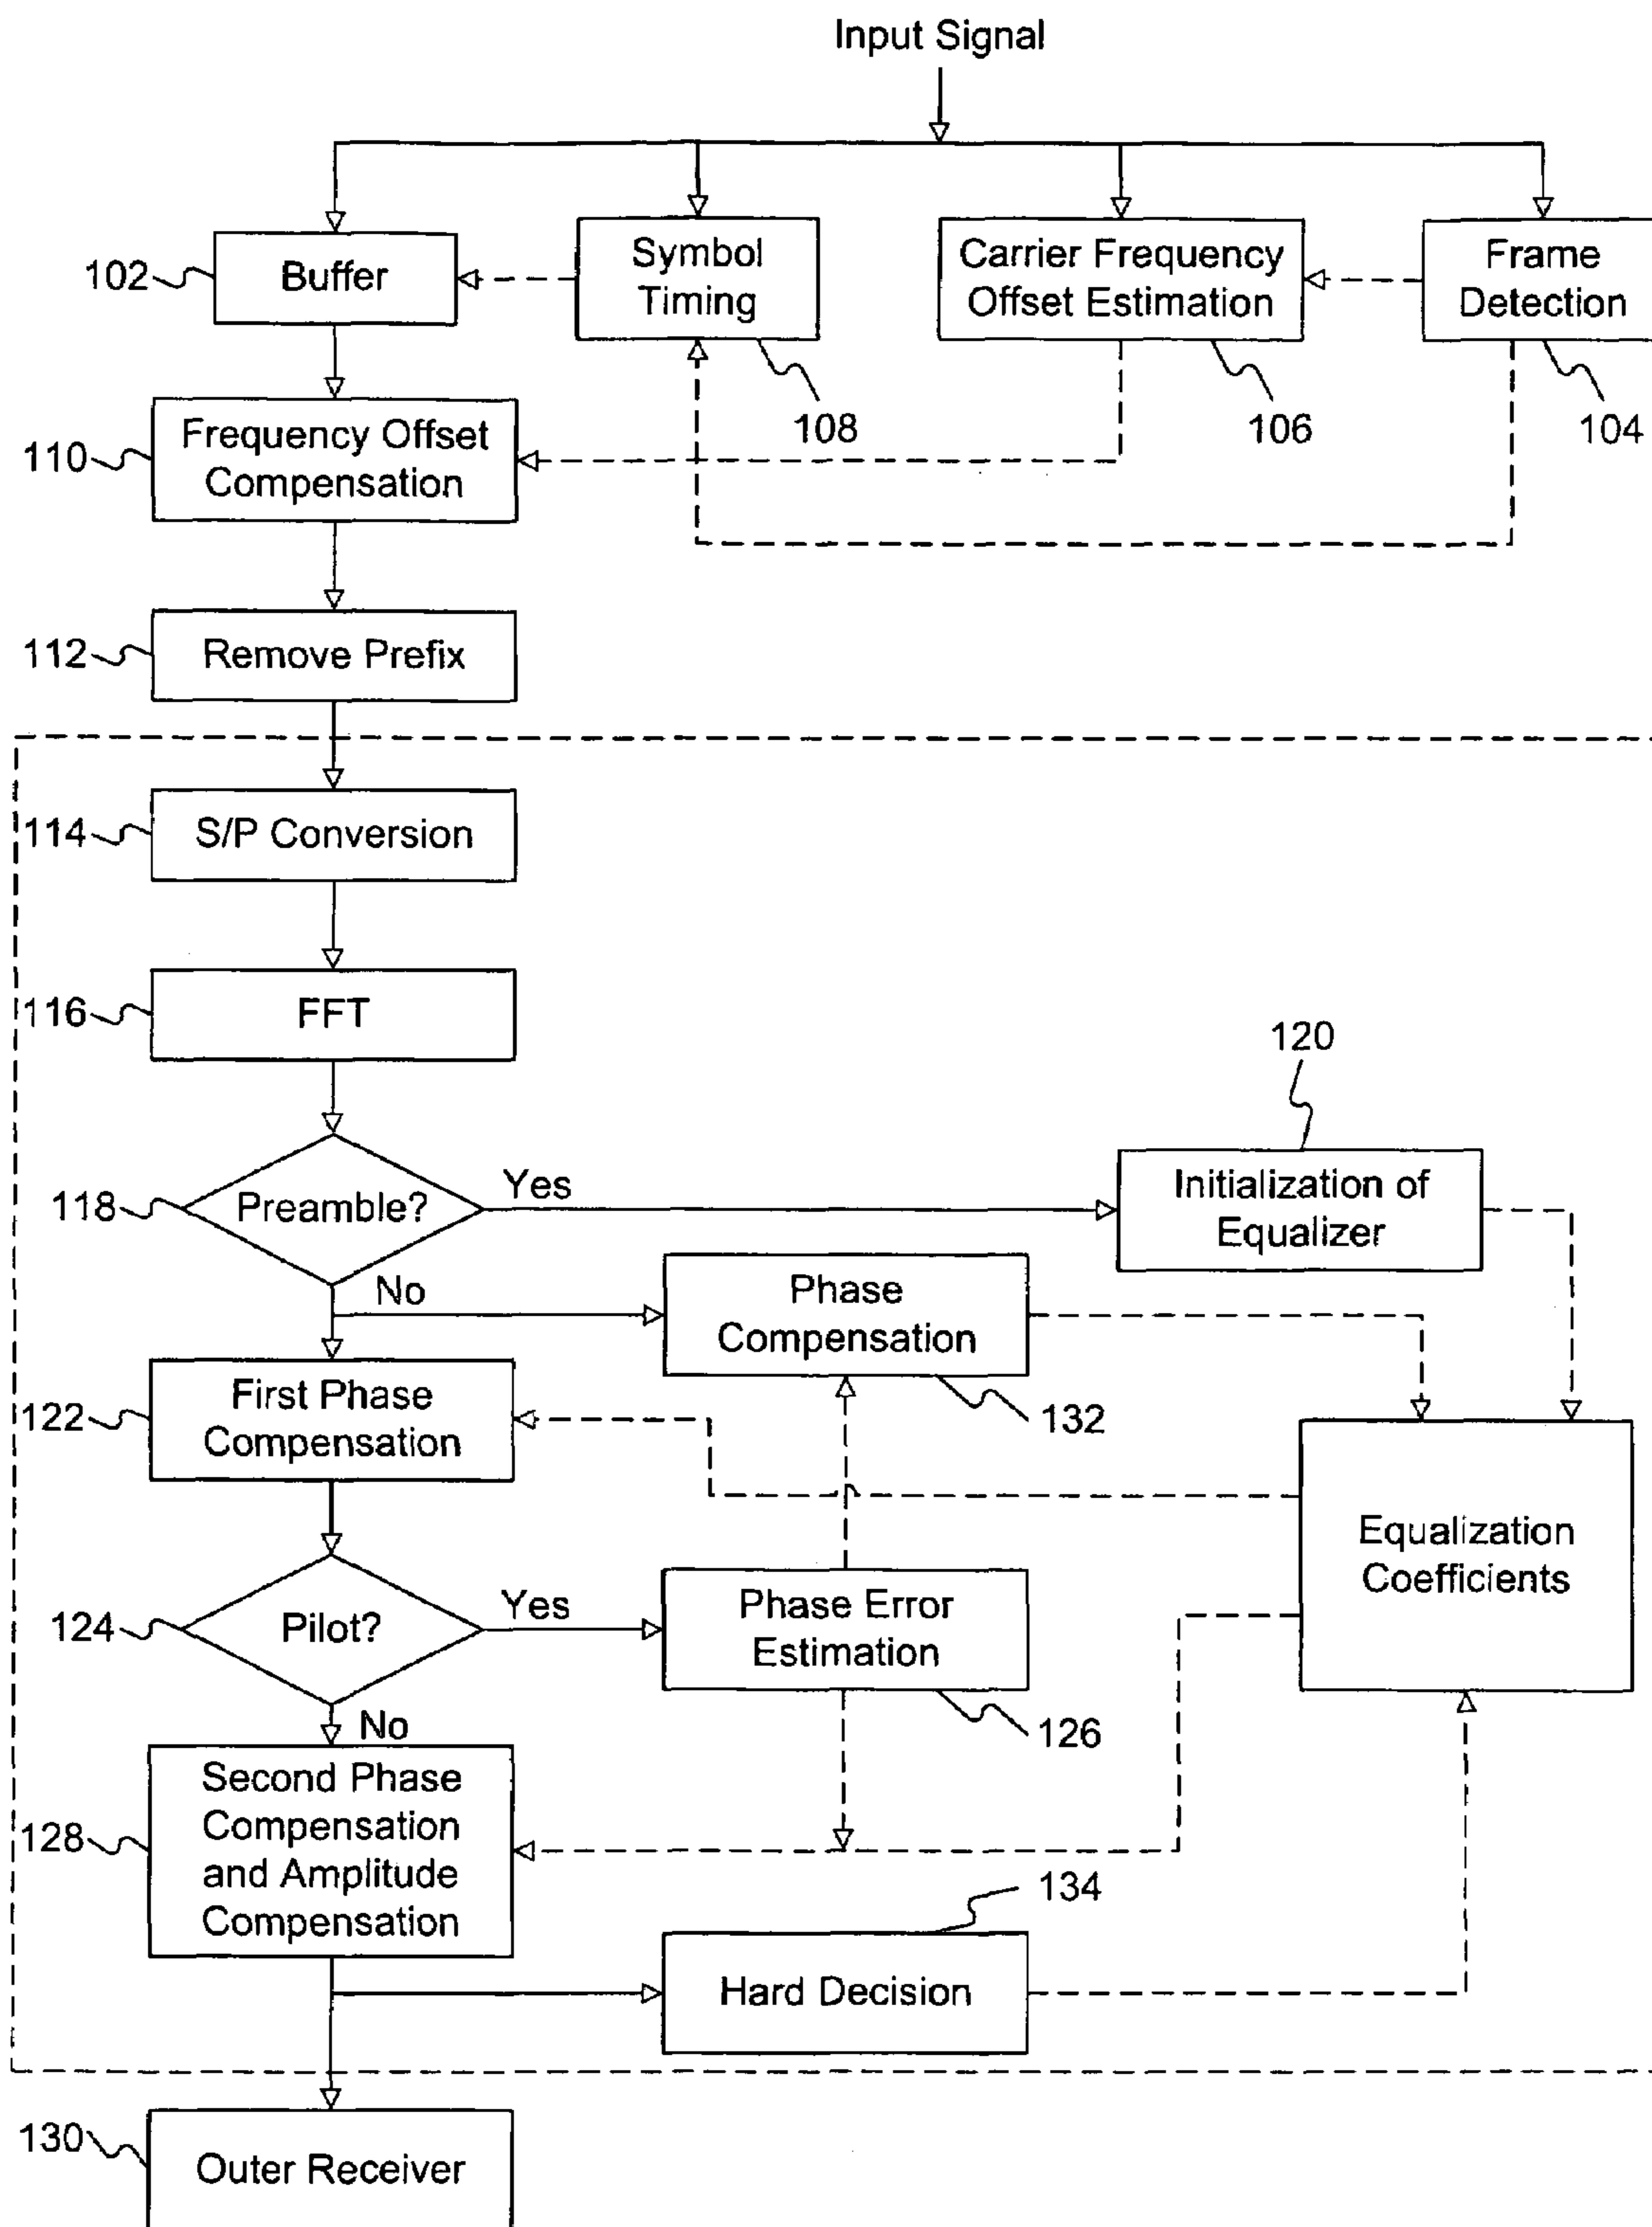 Input Signal
102
Buffer
Symbol
Timing
108
Carrier Frequency
Offset Estimation
106
Frame
Detection
104
110
Frequency Offset
Compensation
112
Remove Prefix
114
S/P Conversion
116
FFT
118
Preamble?
Yes
No
120
Initialization of
Equalizer
Phase
Compensation
132
122
First Phase
Compensation
Equalization
Coefficients
124
Pilot?
Yes
No
Phase Error
Estimation
126
128
Second Phase
Compensation
and Amplitude
Compensation
134
Hard Decision
130
Outer Receiver